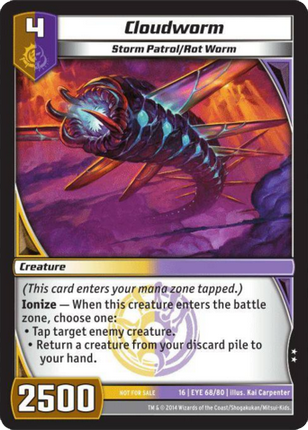 4
Cloudworm
Storm Patrol/Rot Worm
Creature
(This card enters your mana zone tapped.)
Ionize — When this creature enters the battle
zone, choose one:
• Tap target enemy creature.
• Return a creature from your discard pile to
your hand.
2500
NOT FOR SALE
16 | EYE 68/80 | illus. Kai Carpenter
TM & © 2014 Wizards of the Coast/Shogakukan/Mitsui-Kids.